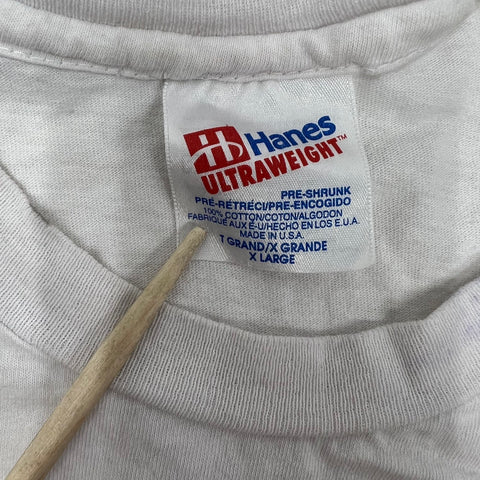 Hanes
ULTRAWEIGHT™
PRE-SHRUNK
PRÉ-RÉTRÉCI/PRE-ENCOGIDO
100% COTTON/COTON/ALGODON
FABRIQUÉ AUX É-U/HECHO EN LOS E.U.A.
MADE IN U.S.A.
T GRAND/X GRANDE
X LARGE